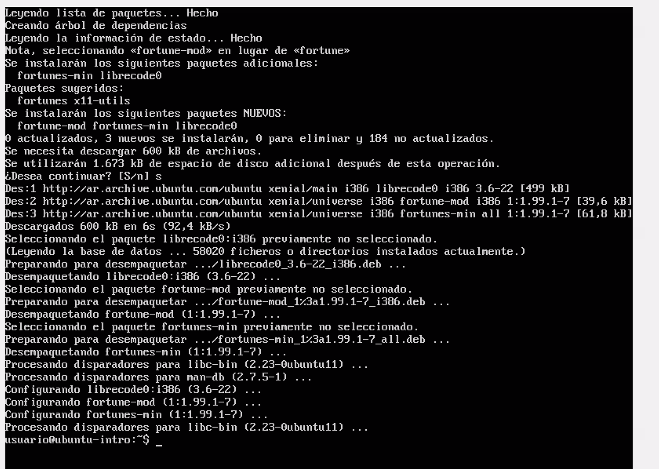 Leyendo lista de paquetes... Hecho
Creando árbol de dependencias
Leyendo la información de estado... Hecho
Nota, seleccionando «fortune-mod» en lugar de «fortune»
Se instalarán los siguientes paquetes adicionales:
  fortunes-min librecode0
Paquetes sugeridos:
  fortunes x11-utils
Se instalarán los siguientes paquetes NUEVOS:
  fortune-mod fortunes-min librecode0
0 actualizados, 3 nuevos se instalarán, 0 para eliminar y 184 no actualizados.
Se necesita descargar 600 kB de archivos.
Se utilizarán 1.673 kB de espacio de disco adicional después de esta operación.
¿Desea continuar? [S/n] s
Des:1 http://ar.archive.ubuntu.com/ubuntu xenial/main i386 librecode0 i386 3.6-22 [499 kB]
Des:2 http://ar.archive.ubuntu.com/ubuntu xenial/universe i386 fortune-mod i386 1:1.99.1-7 [39,6 kB]
Des:3 http://ar.archive.ubuntu.com/ubuntu xenial/universe i386 fortunes-min all 1:1.99.1-7 [61,8 kB]
Descargados 600 kB en 6s (92,4 kB/s)
Seleccionando el paquete librecode0:i386 previamente no seleccionado.
(Leyendo la base de datos ... 58020 ficheros o directorios instalados actualmente.)
Preparando para desempaquetar .../librecode0_3.6-22_i386.deb ...
Desempaquetando librecode0:i386 (3.6-22) ...
Seleccionando el paquete fortune-mod previamente no seleccionado.
Preparando para desempaquetar .../fortune-mod_1%3a1.99.1-7_i386.deb ...
Desempaquetando fortune-mod (1:1.99.1-7) ...
Seleccionando el paquete fortunes-min previamente no seleccionado.
Preparando para desempaquetar .../fortunes-min_1%3a1.99.1-7_all.deb ...
Desempaquetando fortunes-min (1:1.99.1-7) ...
Procesando disparadores para libc-bin (2.23-0ubuntu11) ...
Procesando disparadores para man-db (2.7.5-1) ...
Configurando librecode0:i386 (3.6-22) ...
Configurando fortune-mod (1:1.99.1-7) ...
Configurando fortunes-min (1:1.99.1-7) ...
Procesando disparadores para libc-bin (2.23-0ubuntu11) ...
usuario@ubuntu-intro:~$ _